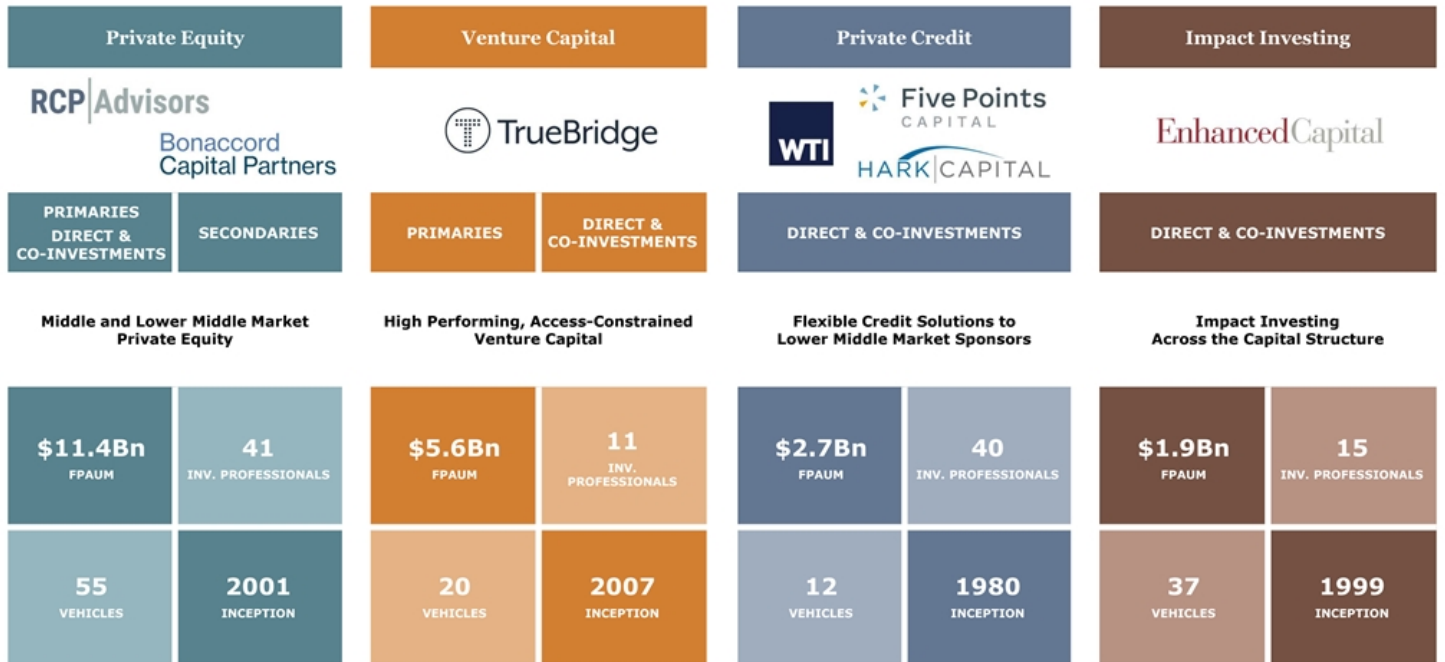 Private Equity
RCP|Advisors
Bonaccord
Capital Partners
PRIMARIES
DIRECT &
CO-INVESTMENTS
SECONDARIES
Middle and Lower Middle Market
Private Equity
$11.4Bn
FPAUM
41
INV. PROFESSIONALS
55
VEHICLES
2001
INCEPTION
Venture Capital
T TrueBridge
PRIMARIES
DIRECT &
CO-INVESTMENTS
High Performing, Access-Constrained
Venture Capital
$5.6Bn
FPAUM
11
INV.
PROFESSIONALS
20
VEHICLES
2007
INCEPTION
Private Credit
WTI
Five Points
CAPITAL
HARK|CAPITAL
DIRECT & CO-INVESTMENTS
Flexible Credit Solutions to
Lower Middle Market Sponsors
$2.7Bn
FPAUM
40
INV. PROFESSIONALS
12
VEHICLES
1980
INCEPTION
Impact Investing
EnhancedCapital
DIRECT & CO-INVESTMENTS
Impact Investing
Across the Capital Structure
$1.9Bn
FPAUM
15
INV. PROFESSIONALS
37
VEHICLES
1999
INCEPTION